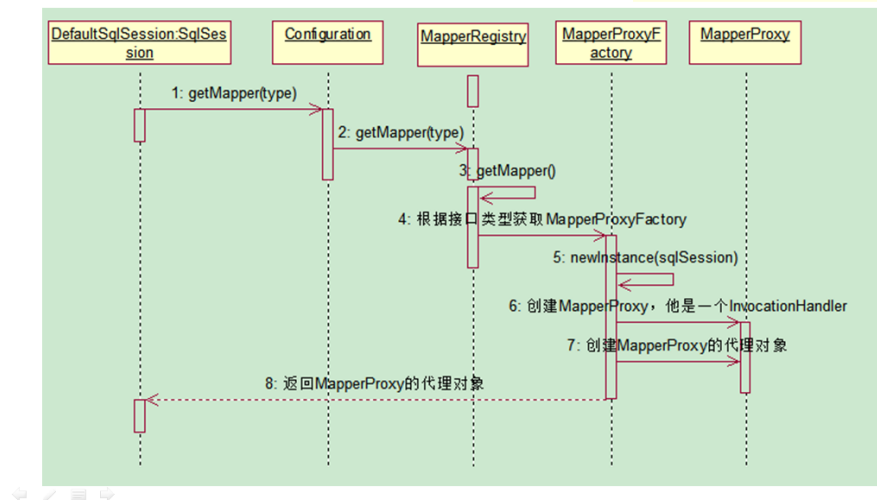 DefaultSqlSession:SqlSes
sion
Configuration
MapperRegistry
MapperProxyF
actory
MapperProxy
1: getMapper(type)
2: getMapper(type)
3: getMapper()
4: 根据接口类型获取MapperProxyFactory
5: newInstance(sqlSession)
6: 创建MapperProxy，他是一个InvocationHandler
7: 创建MapperProxy的代理对象
8: 返回MapperProxy的代理对象